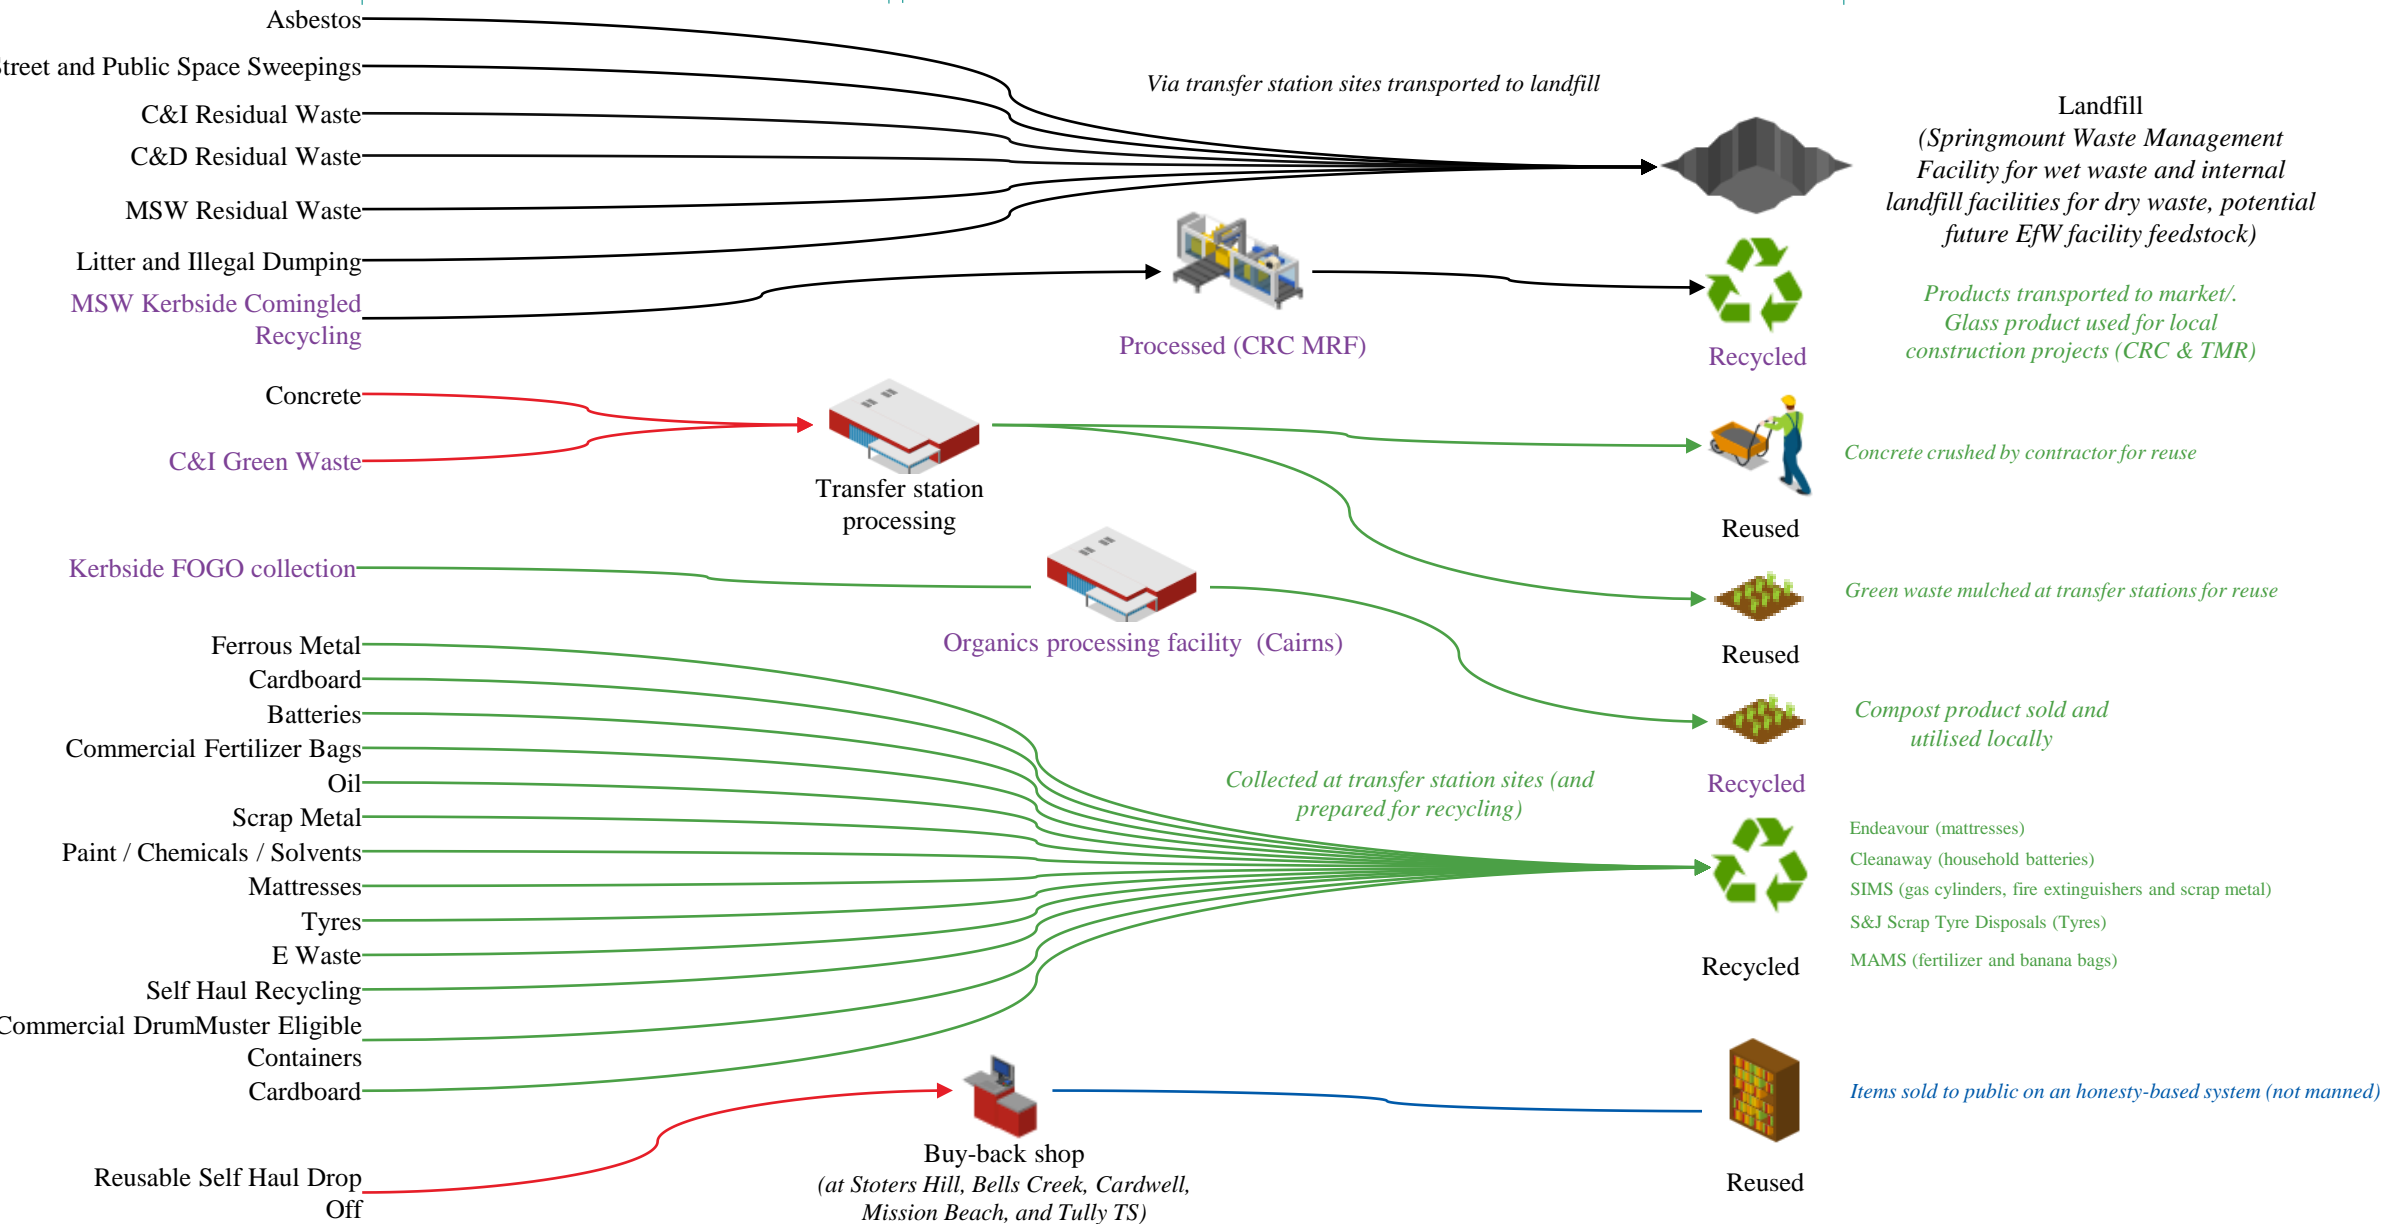 Asbestos
Street and Public Space Sweepings
C&I Residual Waste
C&D Residual Waste
MSW Residual Waste
Litter and Illegal Dumping
MSW Kerbside Comingled
Recycling
Concrete
C&I Green Waste
Kerbside FOGO collection
Ferrous Metal
Cardboard
Batteries
Commercial Fertilizer Bags
Oil
Scrap Metal
Paint / Chemicals / Solvents
Mattresses
Tyres
E Waste
Self Haul Recycling
Commercial DrumMuster Eligible
Containers
Cardboard
Reusable Self Haul Drop
Off
Via transfer station sites transported to landfill
Processed (CRC MRF)
Transfer station
processing
Organics processing facility (Cairns)
Collected at transfer station sites (and
prepared for recycling)
Buy-back shop
(at Stoters Hill, Bells Creek, Cardwell,
Mission Beach, and Tully TS)
Landfill
(Springmount Waste Management
Facility for wet waste and internal
landfill facilities for dry waste, potential
future EfW facility feedstock)
Recycled
Products transported to market/.
Glass product used for local
construction projects (CRC & TMR)
Concrete crushed by contractor for reuse
Reused
Green waste mulched at transfer stations for reuse
Reused
Compost product sold and
utilised locally
Recycled
Endeavour (mattresses)
Cleanaway (household batteries)
SIMS (gas cylinders, fire extinguishers and scrap metal)
S&J Scrap Tyre Disposals (Tyres)
MAMS (fertilizer and banana bags)
Recycled
Items sold to public on an honesty-based system (not manned)
Reused